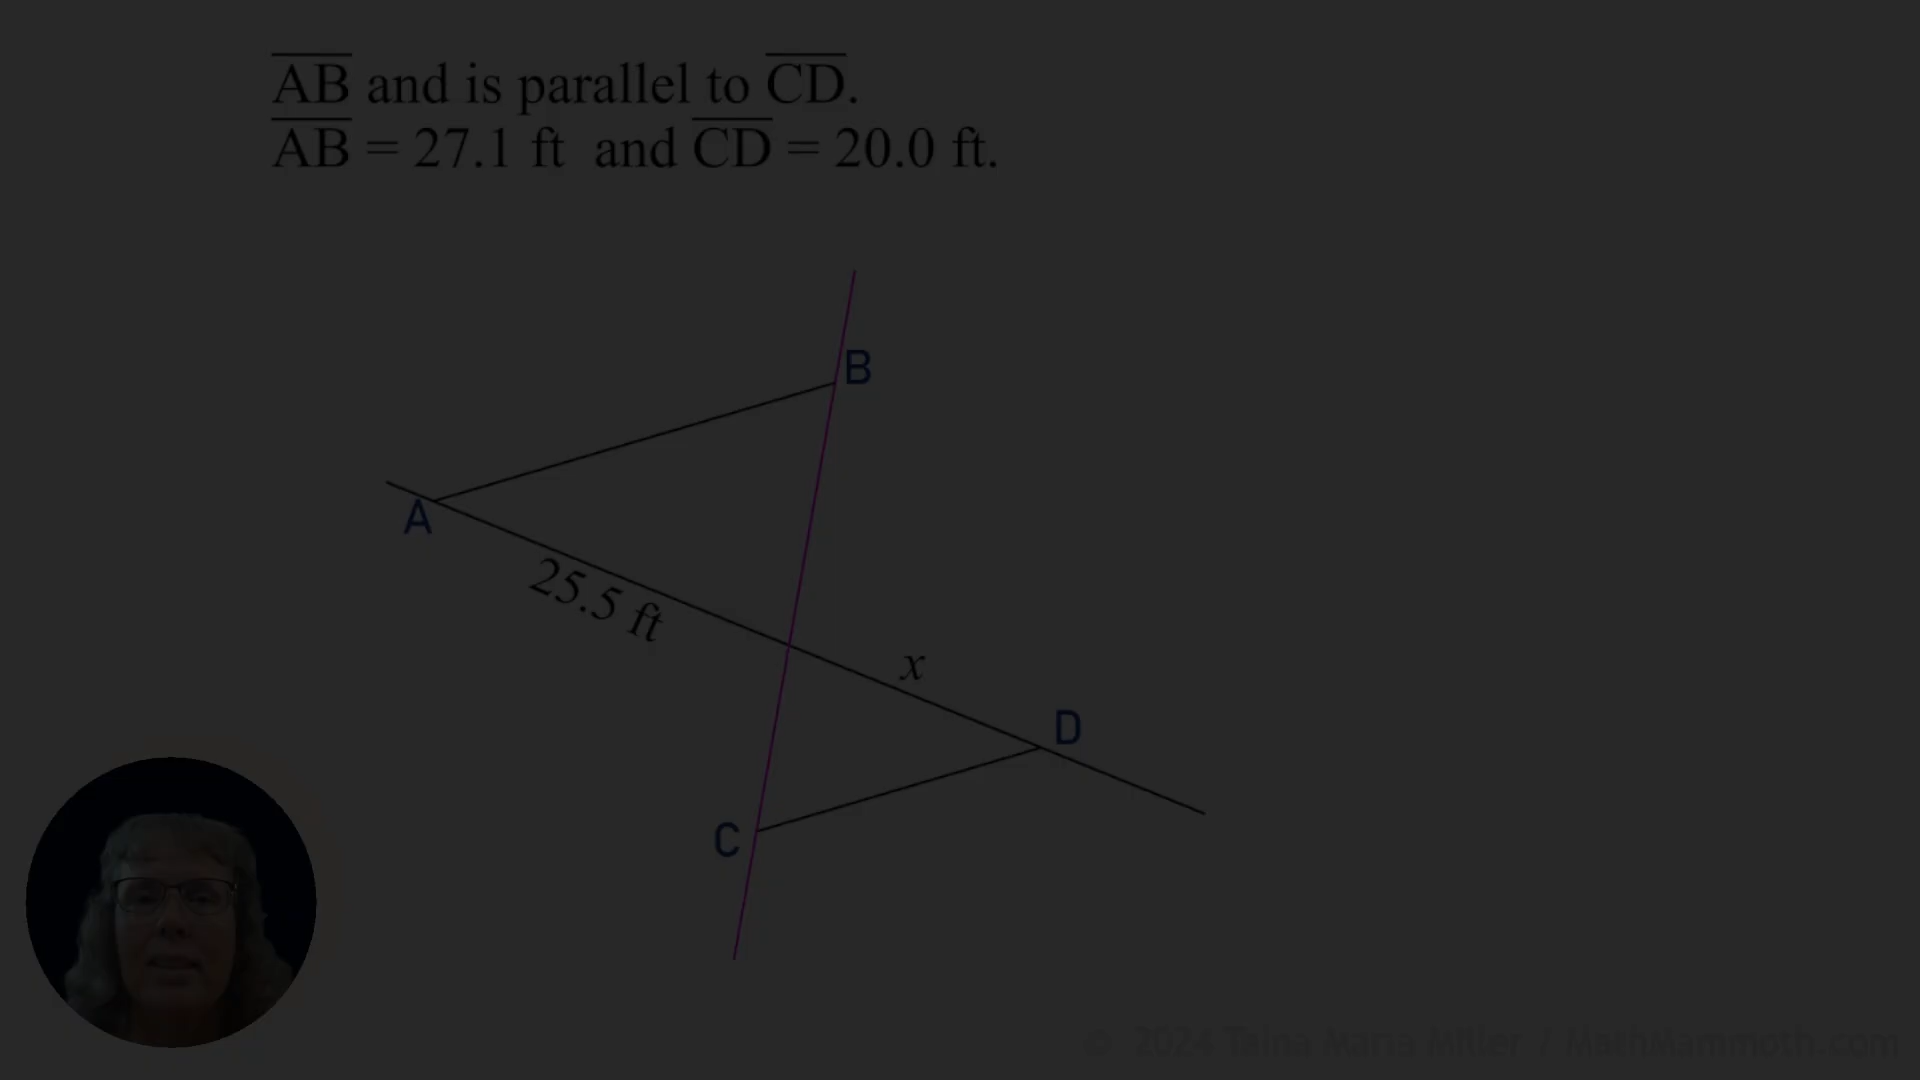 AB and is parallel to CD.
AB = 27.1 ft and CD = 20.0 ft.
B
A
25.5 ft
x
D
C
© 2024 Taina Maria Miller / MathMammoth.com